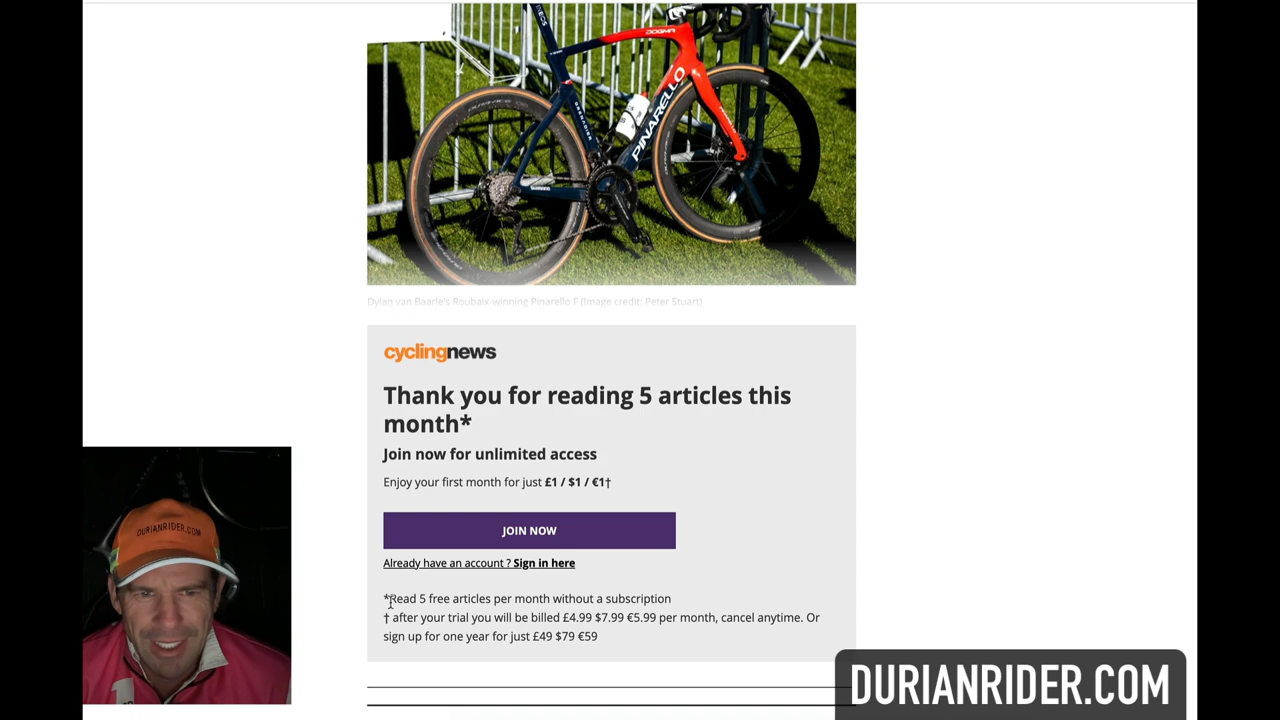 INEOS
DOGMA
PINARELLO
GRENADIER
SHIMANO
Dylan van Baarle's Roubaix-winning Pinarello F (Image credit: Peter Stuart)
cyclingnews
Thank you for reading 5 articles this
month*
Join now for unlimited access
Enjoy your first month for just £1 / $1 / €1†
JOIN NOW
Already have an account ? Sign in here
*Read 5 free articles per month without a subscription
† after your trial you will be billed £4.99 $7.99 €5.99 per month, cancel anytime. Or
sign up for one year for just £49 $79 €59
DURIANRIDER.COM
DURIANRIDER.COM